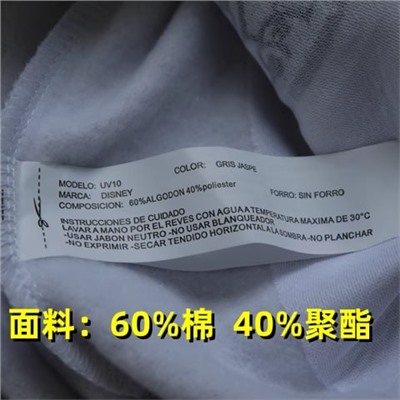 COLOR: GRIS JASPE
MODELO: UV10
MARCA: DISNEY
COMPOSICION: 60%ALGODON 40%poliester
FORRO: SIN FORRO
INSTRUCCIONES DE CUIDADO
LAVAR A MANO POR EL REVES CON AGUA A TEMPERATURA MAXIMA DE 30°C
-USAR JABON NEUTRO -NO USAR BLANQUEADOR
-NO EXPRIMIR -SECAR TENDIDO HORIZONTAL A LA SOMBRA -NO PLANCHAR
面料：60%棉 40%聚酯